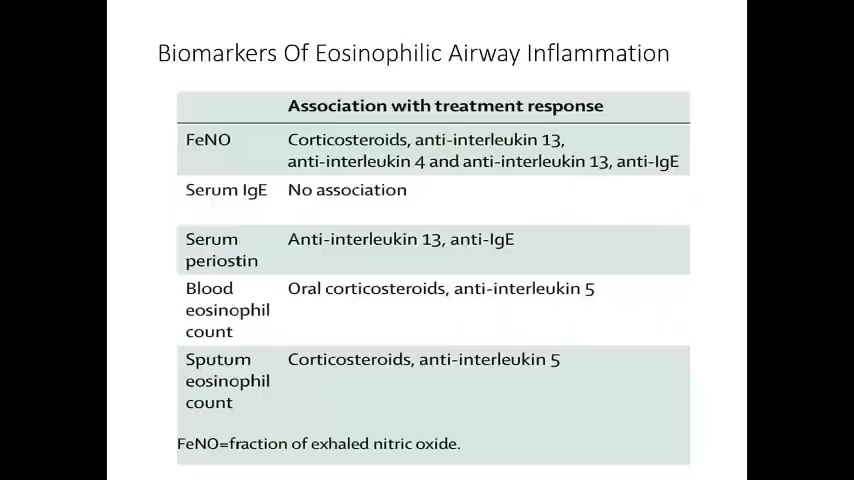 Biomarkers Of Eosinophilic Airway Inflammation
Association with treatment response
FeNO Corticosteroids, anti-interleukin 13,
anti-interleukin 4 and anti-interleukin 13, anti-IgE
Serum IgE No association
Serum Anti-interleukin 13, anti-IgE
periostin
Blood Oral corticosteroids, anti-interleukin 5
eosinophil
count
Sputum Corticosteroids, anti-interleukin 5
eosinophil
count
FeNO=fraction of exhaled nitric oxide.